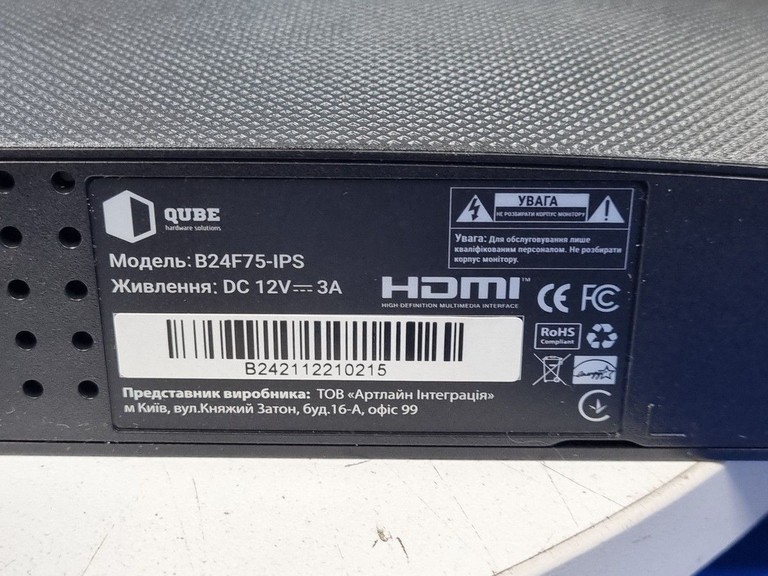 QUBE
hardware solutions
УВАГА
НЕ РОЗБИРАТИ КОРПУС МОНІТОРУ
Увага: Для обслуговування лише
кваліфікованим персоналом. Не розбирати
корпус монітору.
Модель: B24F75-IPS
Живлення: DC 12V⎓ 3A
HDMI™
HIGH-DEFINITION MULTIMEDIA INTERFACE
CE FC
RoHS
Compliant
B242112210215
energy
Представник виробника: ТОВ «Артлайн Інтеграція»
м Київ, вул.Княжий Затон, буд.16-А, офіс 99